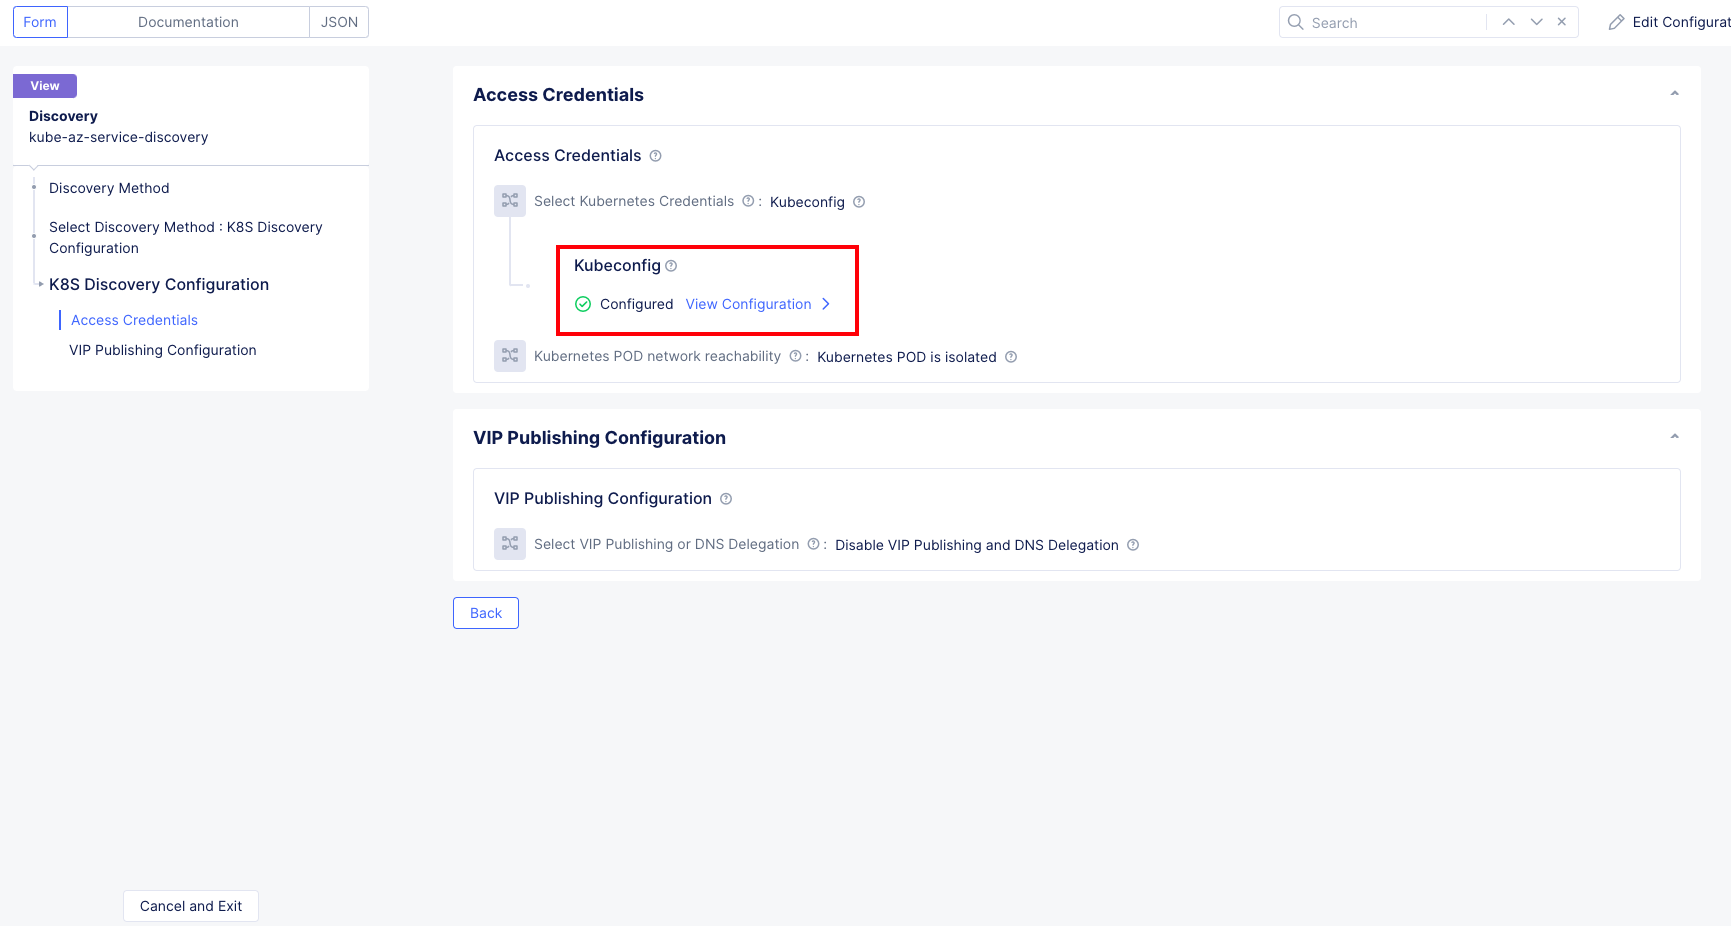 Form
Documentation
JSON
Search
Edit Configurat
View
Discovery
kube-az-service-discovery
Discovery Method
Select Discovery Method : K8S Discovery
Configuration
K8S Discovery Configuration
Access Credentials
VIP Publishing Configuration
Access Credentials
Access Credentials
Select Kubernetes Credentials : Kubeconfig
Kubeconfig
Configured View Configuration
Kubernetes POD network reachability : Kubernetes POD is isolated
VIP Publishing Configuration
VIP Publishing Configuration
Select VIP Publishing or DNS Delegation : Disable VIP Publishing and DNS Delegation
Back
Cancel and Exit